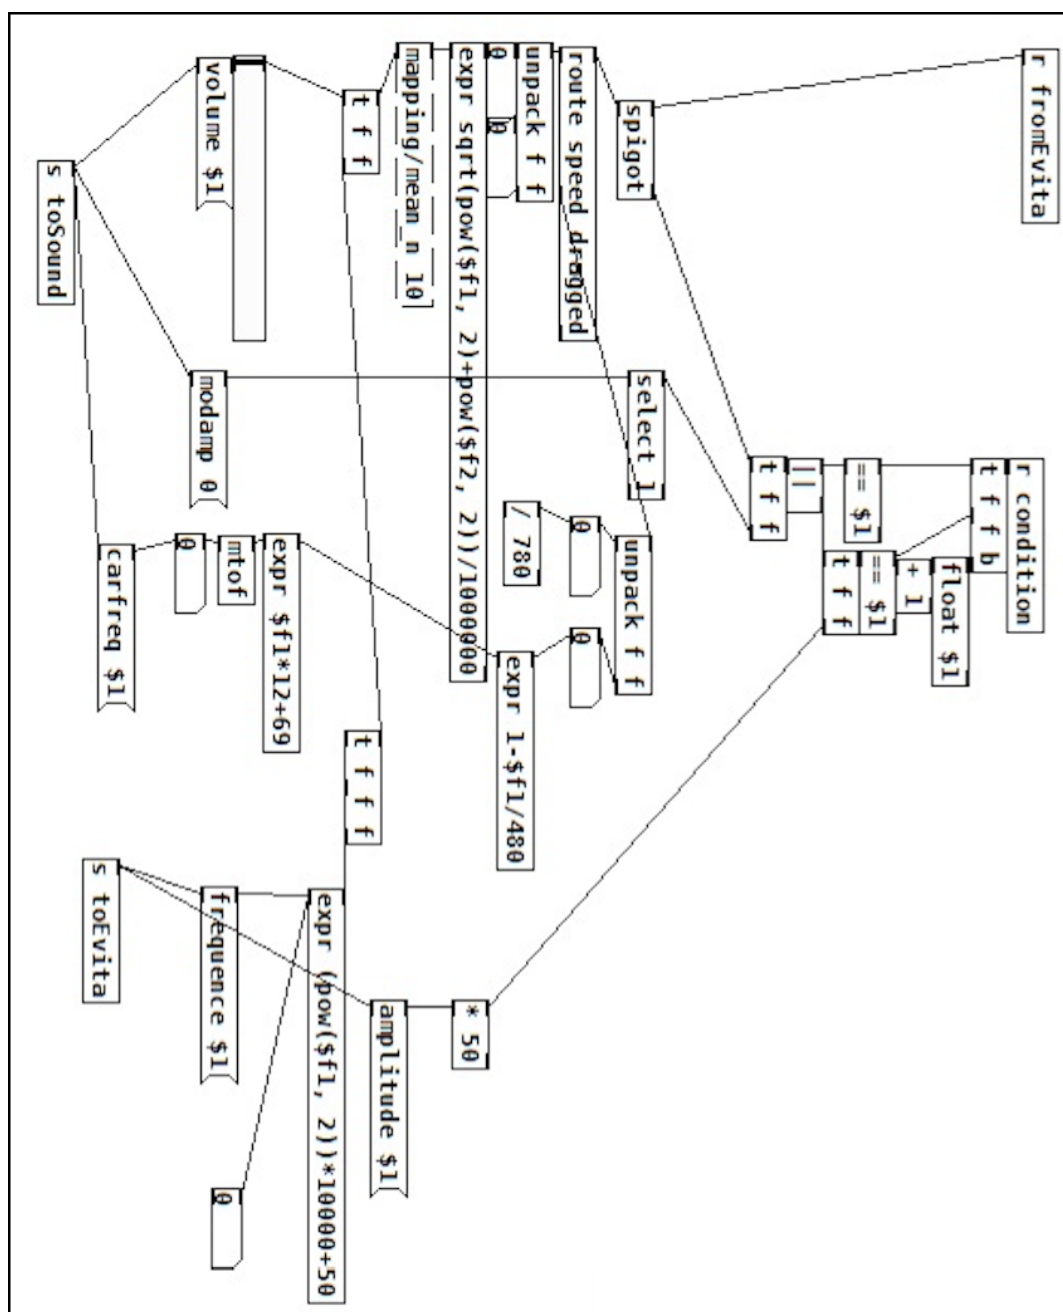 r fromEvita
r condition
t f f b
float $1
+ 1
== $1
== $1
||
t f f
t f f
spigot
select 1
route speed dragged
unpack f f
unpack f f
0
0
0
0
/ 780
expr sqrt(pow($f1, 2)+pow($f2, 2))/1000000
expr 1-$f1/480
* 50
mapping/mean_n 10
amplitude $1
t f f
t f f f
expr (pow($f1, 2))*10000+50
expr $f1*12+69
mtof
0
volume $1
modamp 0
frequence $1
0
carfreq $1
s toEvita
s toSound